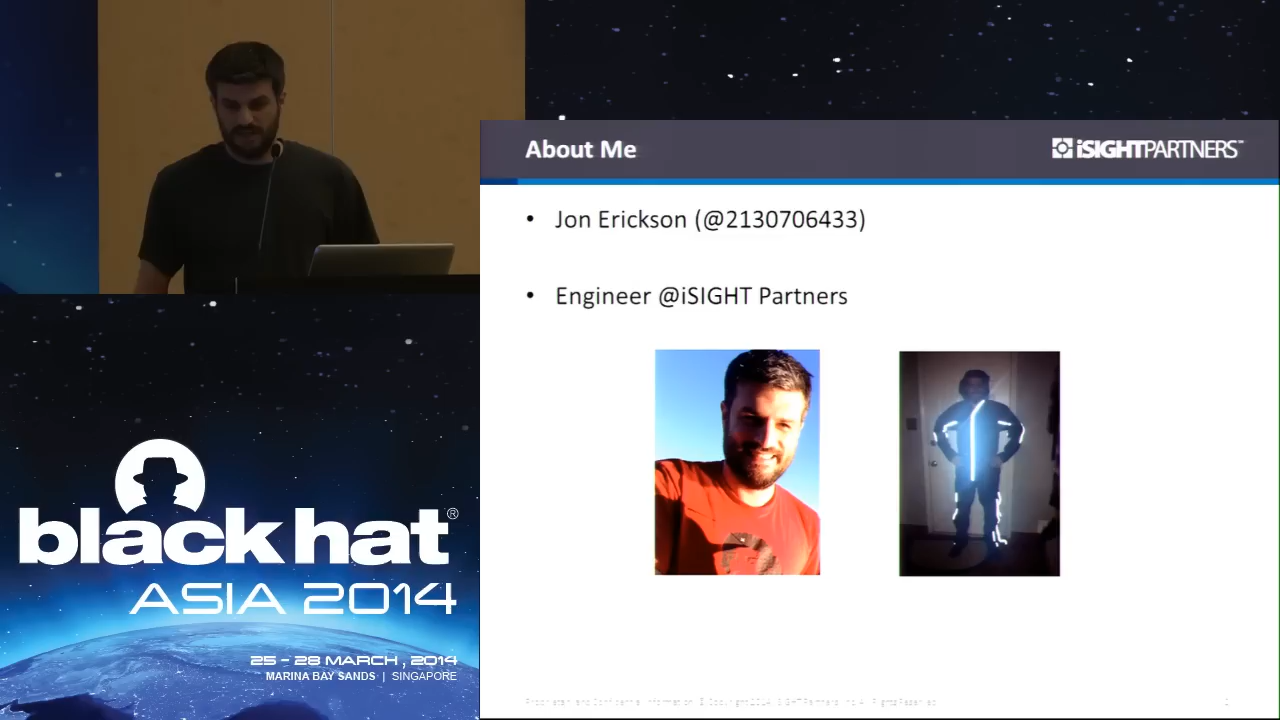 About Me
iSIGHTPARTNERS
• Jon Erickson (@2130706433)
• Engineer @iSIGHT Partners
black hat®
ASIA 2014
25 - 28 MARCH, 2014
MARINA BAY SANDS | SINGAPORE